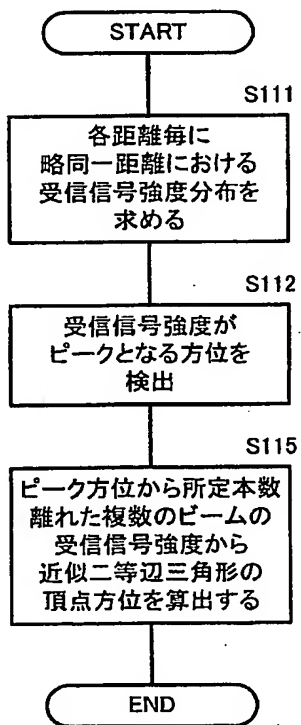 START
S111
各距離毎に
略同一距離における
受信信号強度分布を
求める
S112
受信信号強度が
ピークとなる方位を
検出
S115
ピーク方位から所定本数
離れた複数のビームの
受信信号強度から
近似二等辺三角形の
頂点方位を算出する
END